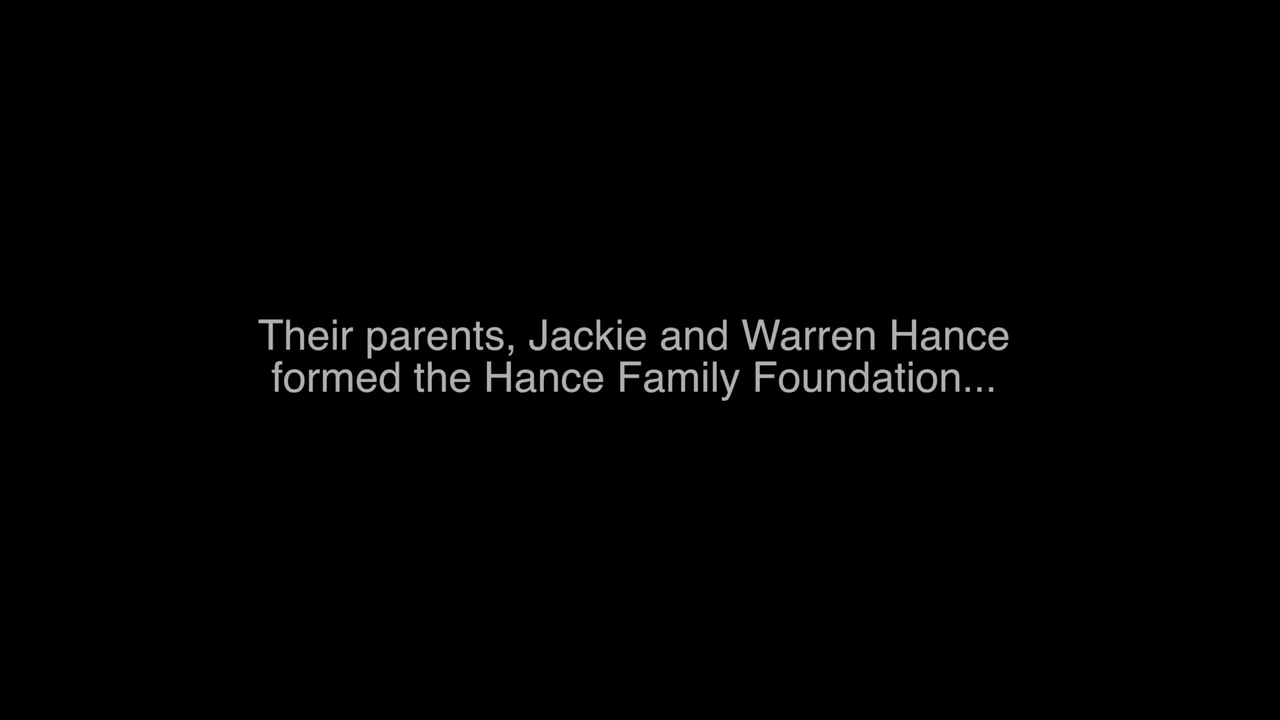 Their parents, Jackie and Warren Hance
formed the Hance Family Foundation...